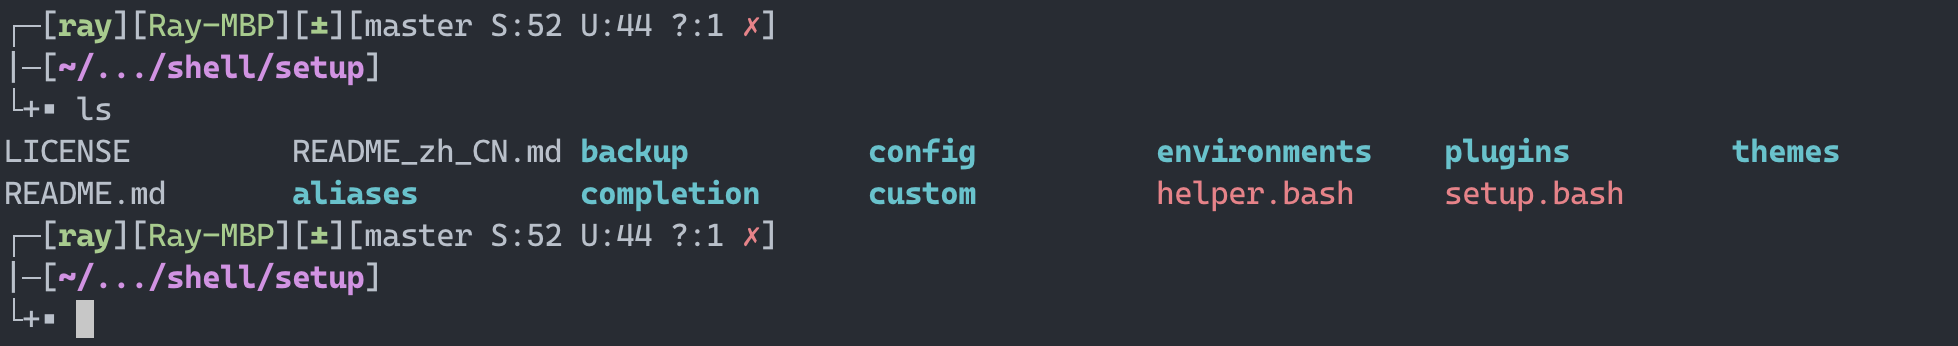 ┌─[ray][Ray-MBP][±][master S:52 U:44 ?:1 ✗]
|─[~/.../shell/setup]
└+▪ ls
LICENSE         README_zh_CN.md backup          config          environments    plugins         themes
README.md       aliases         completion      custom          helper.bash     setup.bash
┌─[ray][Ray-MBP][±][master S:52 U:44 ?:1 ✗]
|─[~/.../shell/setup]
└+▪